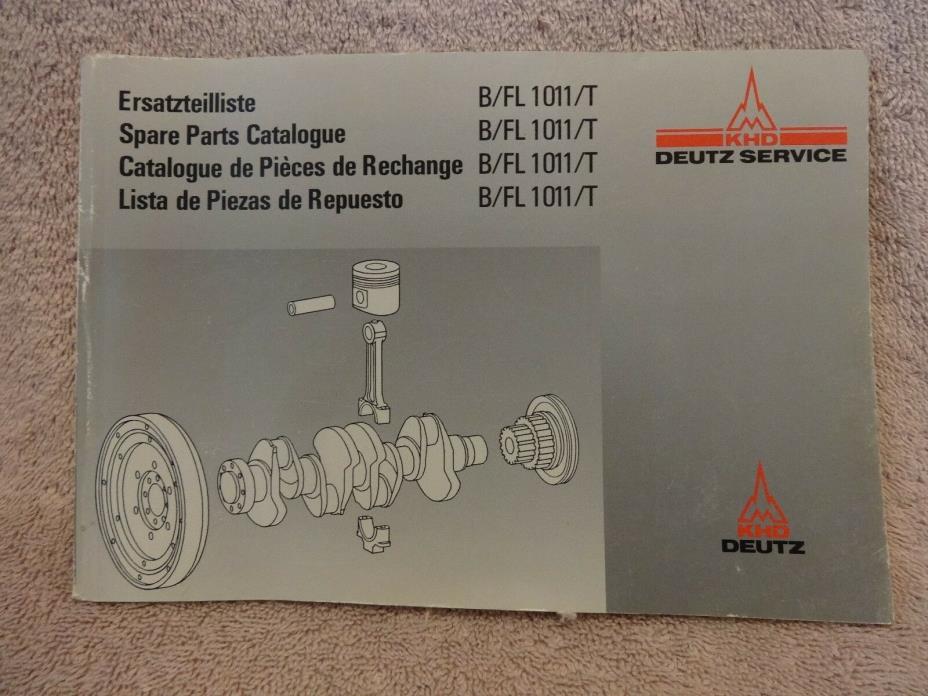 Ersatzteilliste B/FL 1011/T
Spare Parts Catalogue B/FL 1011/T
Catalogue de Pièces de Rechange B/FL 1011/T
Lista de Piezas de Repuesto B/FL 1011/T
KHD
DEUTZ SERVICE
KHD
DEUTZ